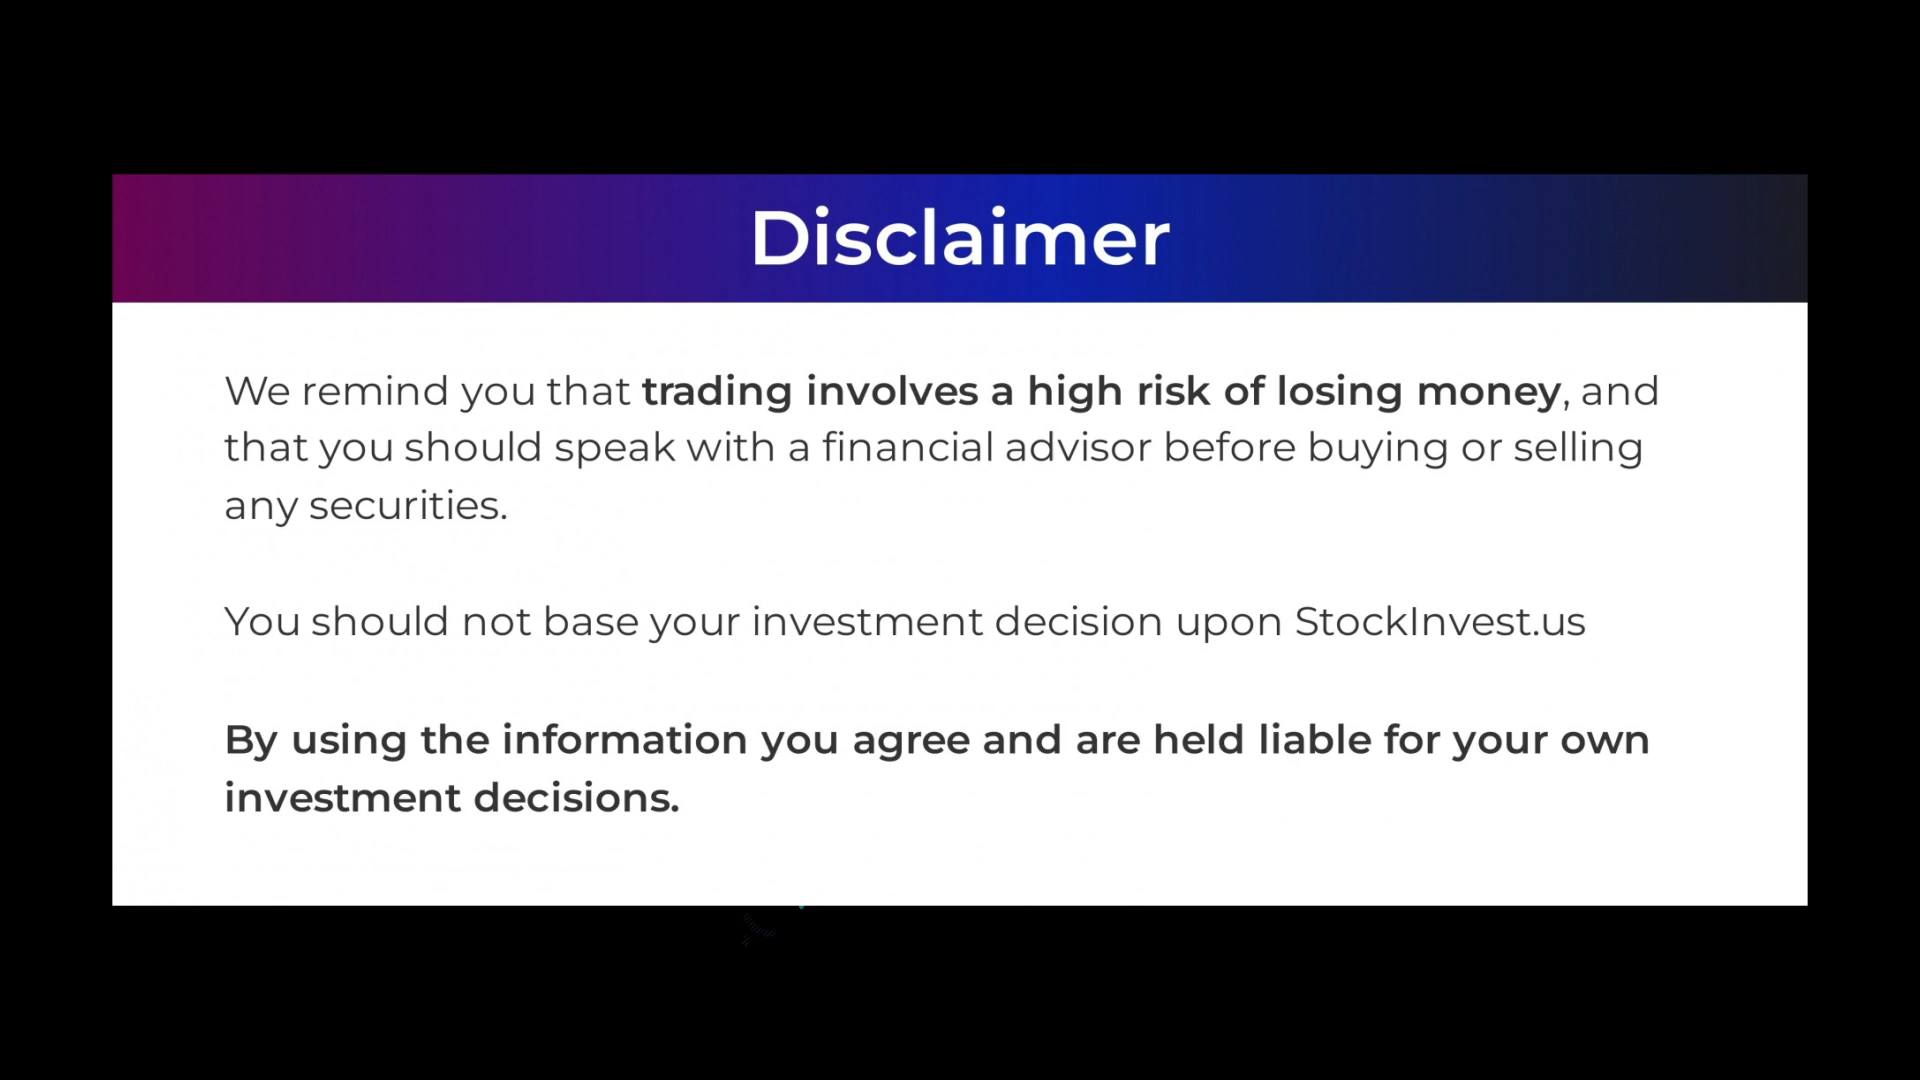 Disclaimer
We remind you that trading involves a high risk of losing money, and
that you should speak with a financial advisor before buying or selling
any securities.
You should not base your investment decision upon StockInvest.us
By using the information you agree and are held liable for your own
investment decisions.